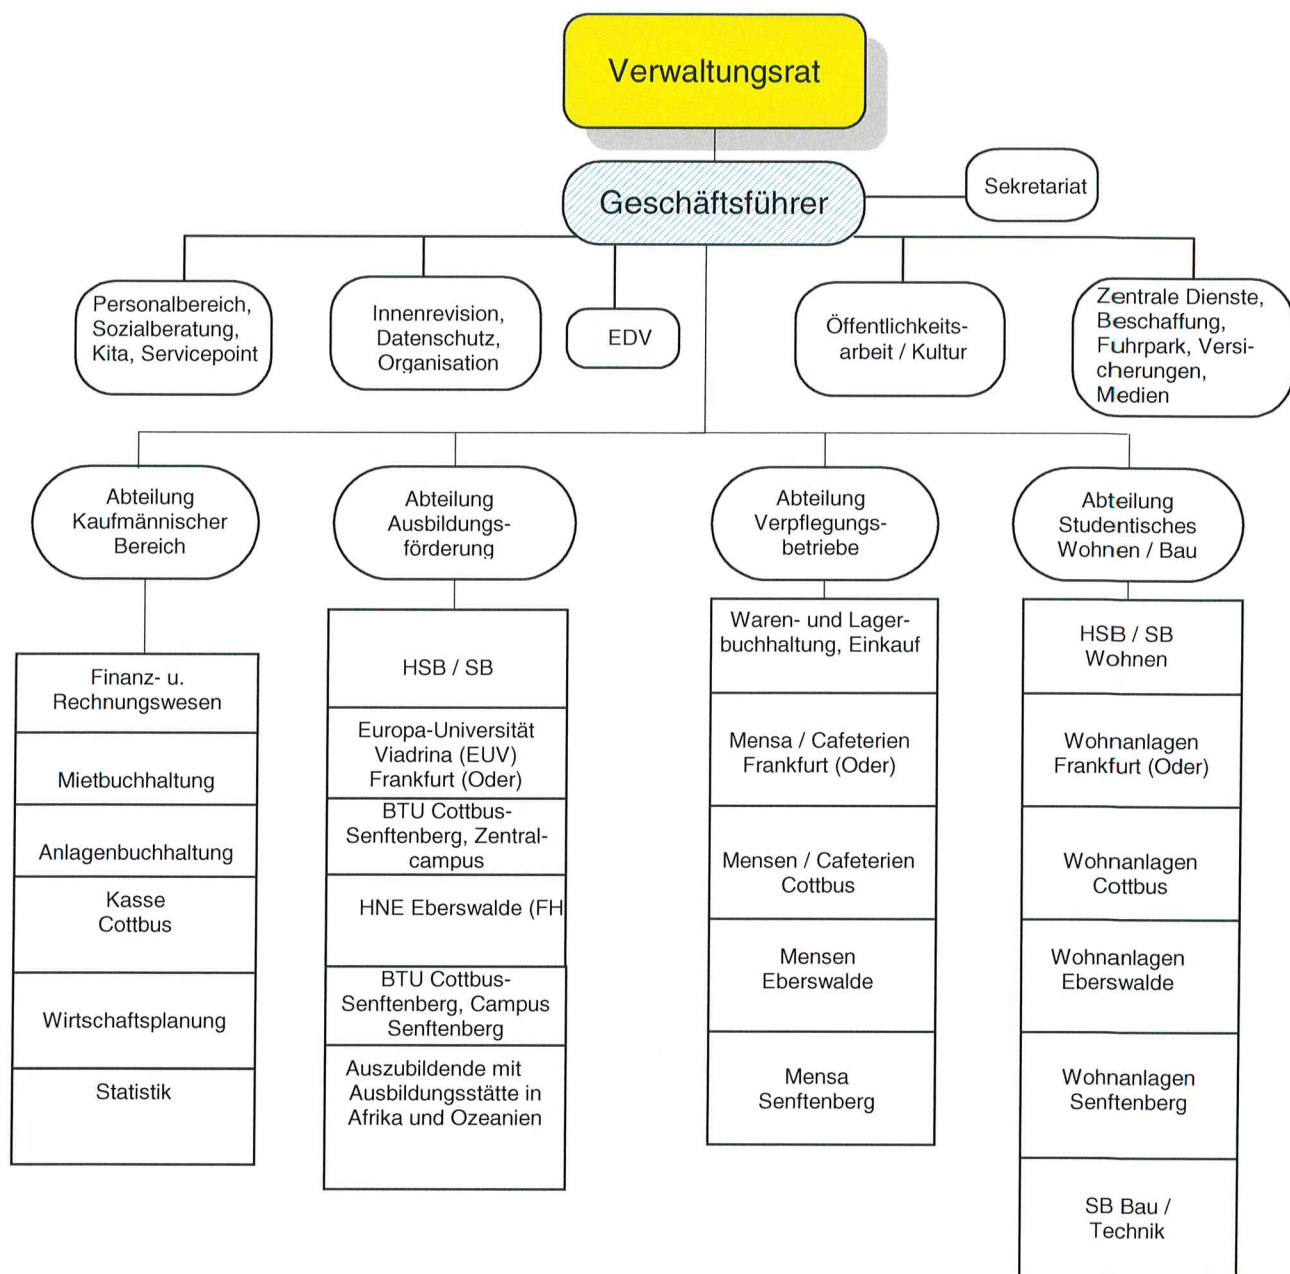 Verwaltungsrat
Geschäftsführer
Sekretariat
Personalbereich,
Sozialberatung,
Kita, Servicepoint
Innenrevision,
Datenschutz,
Organisation
EDV
Öffentlichkeits-
arbeit / Kultur
Zentrale Dienste,
Beschaffung,
Fuhrpark, Versi-
cherungen,
Medien
Abteilung
Kaufmännischer
Bereich
Abteilung
Ausbildungs-
förderung
Abteilung
Verpflegungs-
betriebe
Abteilung
Studentisches
Wohnen / Bau
Finanz- u.
Rechnungswesen
Mietbuchhaltung
Anlagenbuchhaltung
Kasse
Cottbus
Wirtschaftsplanung
Statistik
HSB / SB
Europa-Universität
Viadrina (EUV)
Frankfurt (Oder)
BTU Cottbus-
Senftenberg, Zentral-
campus
HNE Eberswalde (FH
BTU Cottbus-
Senftenberg, Campus
Senftenberg
Auszubildende mit
Ausbildungsstätte in
Afrika und Ozeanien
Waren- und Lager-
buchhaltung, Einkauf
Mensa / Cafeterien
Frankfurt (Oder)
Mensen / Cafeterien
Cottbus
Mensen
Eberswalde
Mensa
Senftenberg
HSB / SB
Wohnen
Wohnanlagen
Frankfurt (Oder)
Wohnanlagen
Cottbus
Wohnanlagen
Eberswalde
Wohnanlagen
Senftenberg
SB Bau /
Technik